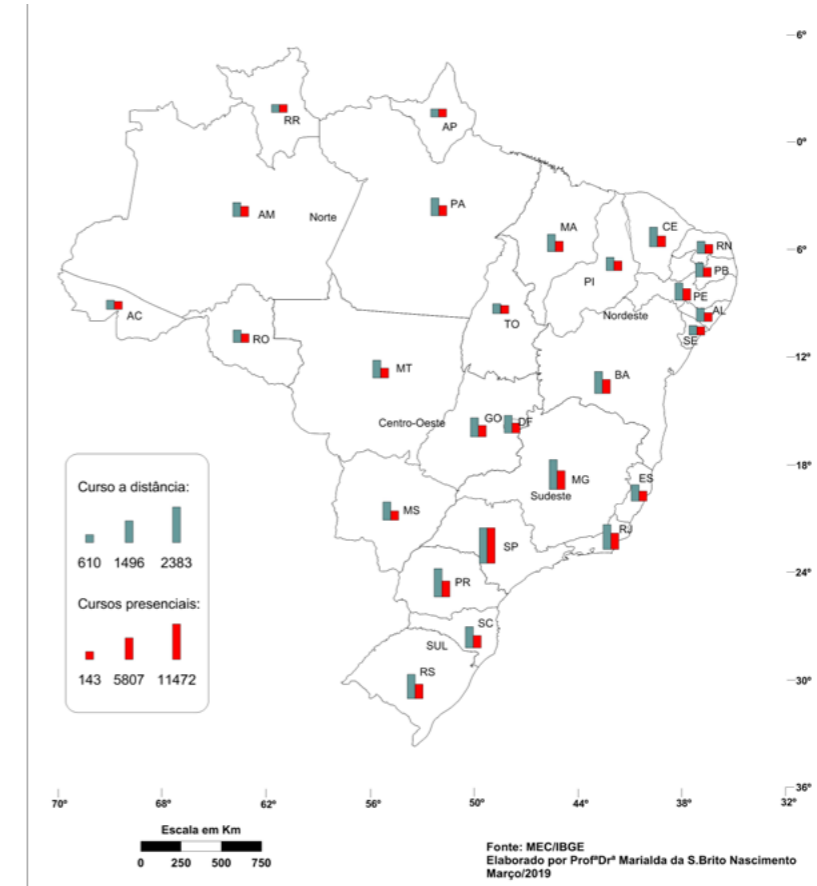 6º
RR
AP
0º
AM
Norte
PA
MA
CE
RN
6º
PI
PB
PE
AL
Nordeste
SE
AC
RO
TO
12º
MT
BA
Centro-Oeste
GO
DF
18º
MG
ES
Sudeste
MS
RJ
SP
24º
PR
SC
SUL
RS
30º
36º
Curso a distância:
610 1496 2383
Cursos presenciais:
143 5807 11472
70º 68º 62º 56º 50º 44º 38º 32º
Escala em Km
0 250 500 750
Fonte: MEC/IBGE
Elaborado por ProfªDrª Marialda da S.Brito Nascimento
Março/2019